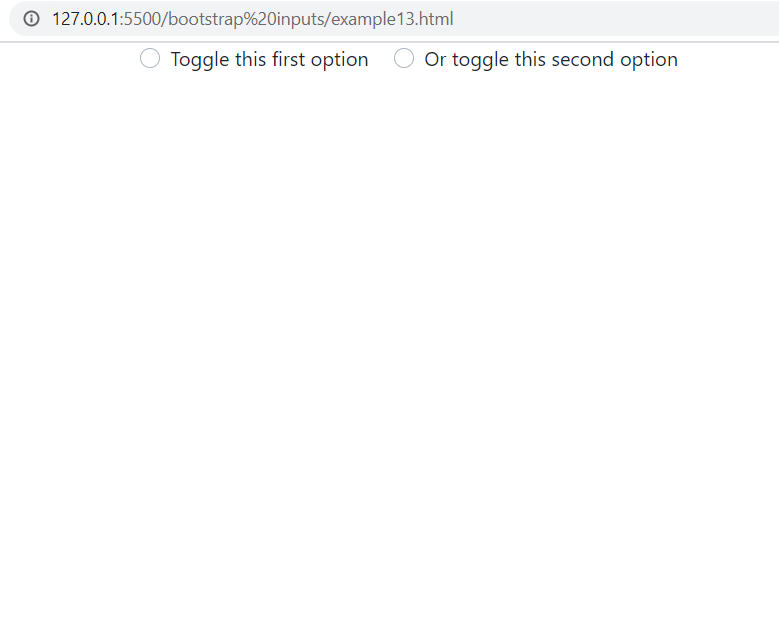 127.0.0.1:5500/bootstrap%20inputs/example13.html
Toggle this first option Or toggle this second option